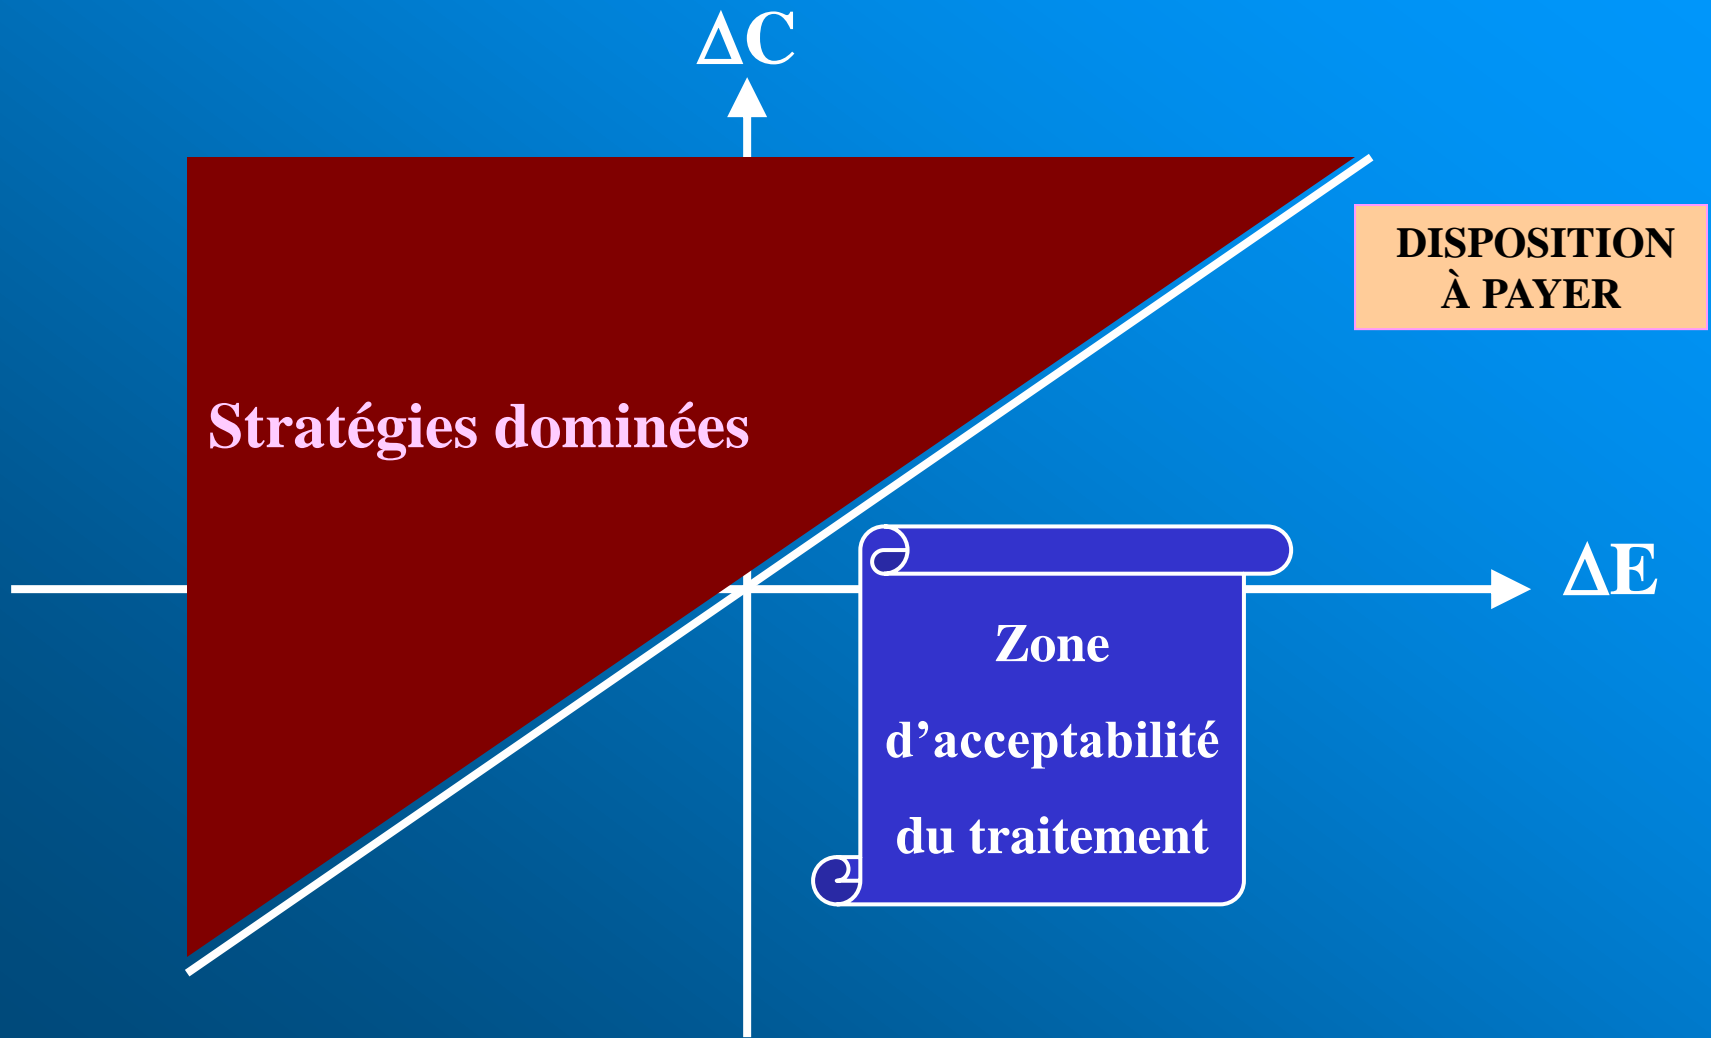 ΔC
DISPOSITION
À PAYER
Stratégies dominées
ΔE
Zone
d’acceptabilité
du traitement